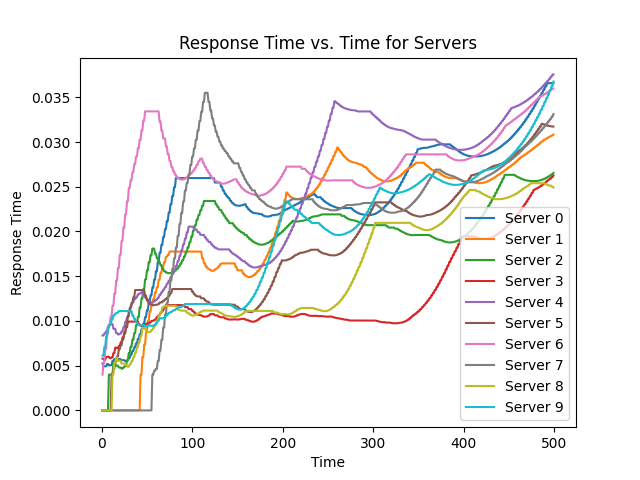 Response Time vs. Time for Servers
Response Time
0.035
0.030
0.025
0.020
0.015
0.010
0.005
0.000
0
100
200
300
400
500
Time
Server 0
Server 1
Server 2
Server 3
Server 4
Server 5
Server 6
Server 7
Server 8
Server 9